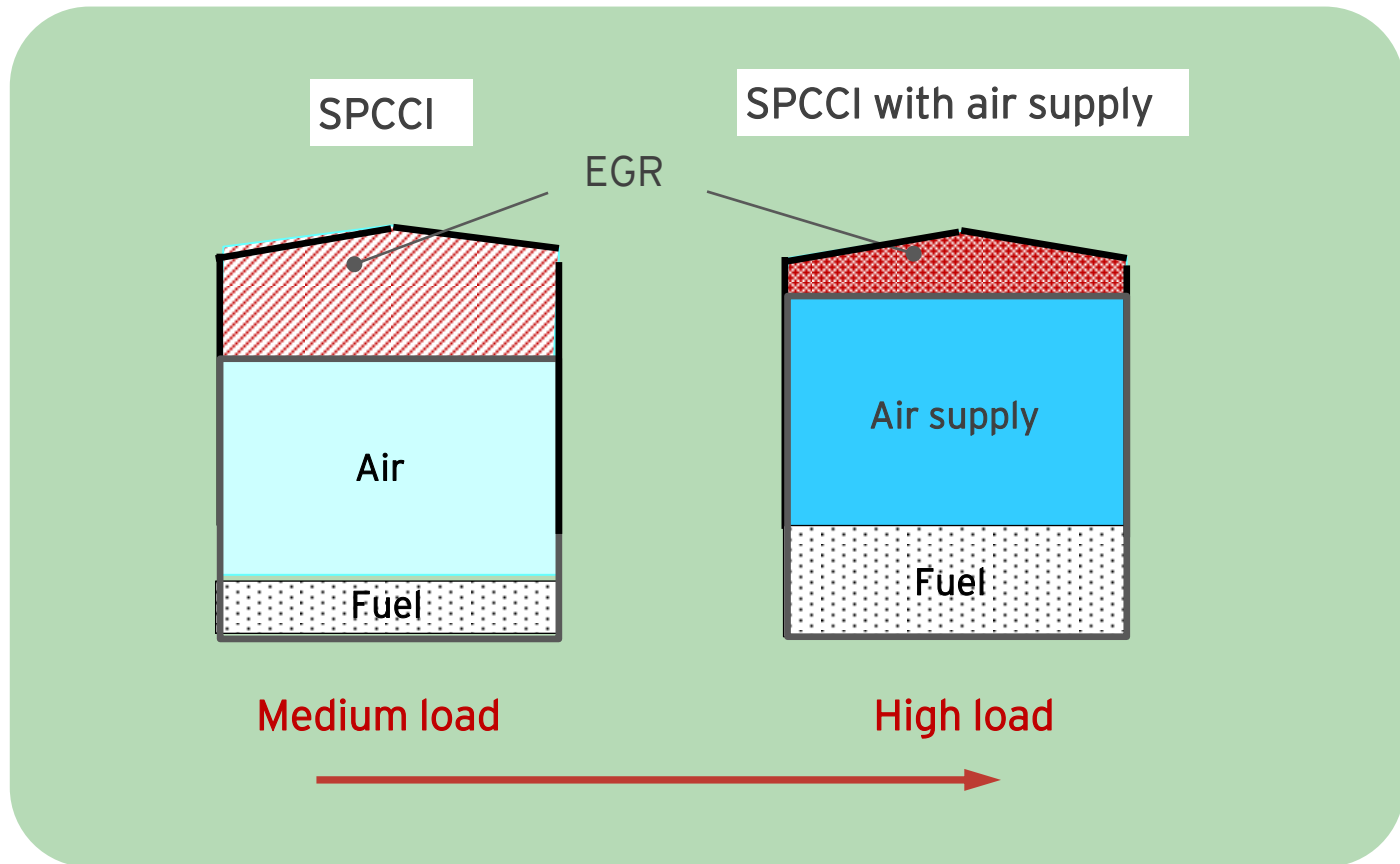 SPCCI
SPCCI with air supply
EGR
Air
Air supply
Fuel
Fuel
Medium load
High load